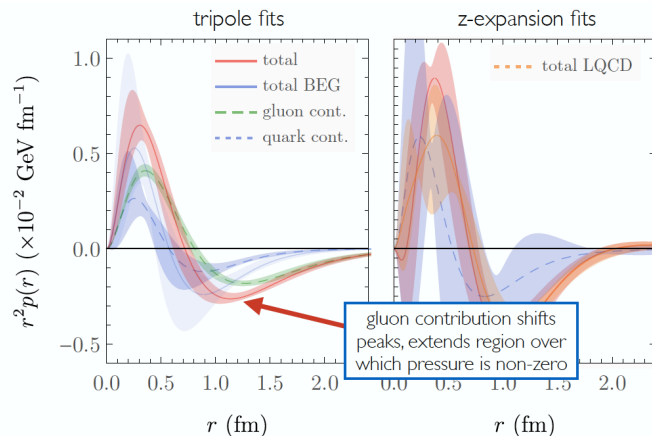 tripole fits
z-expansion fits
r²p(r) (×10⁻² GeV fm⁻¹)
1.0
0.5
0.0
−0.5
total
total BEG
gluon cont.
quark cont.
total LQCD
gluon contribution shifts
peaks, extends region over
which pressure is non-zero
0.0 0.5 1.0 1.5 2.0
0.0 0.5 1.0 1.5 2.0
r (fm)
r (fm)